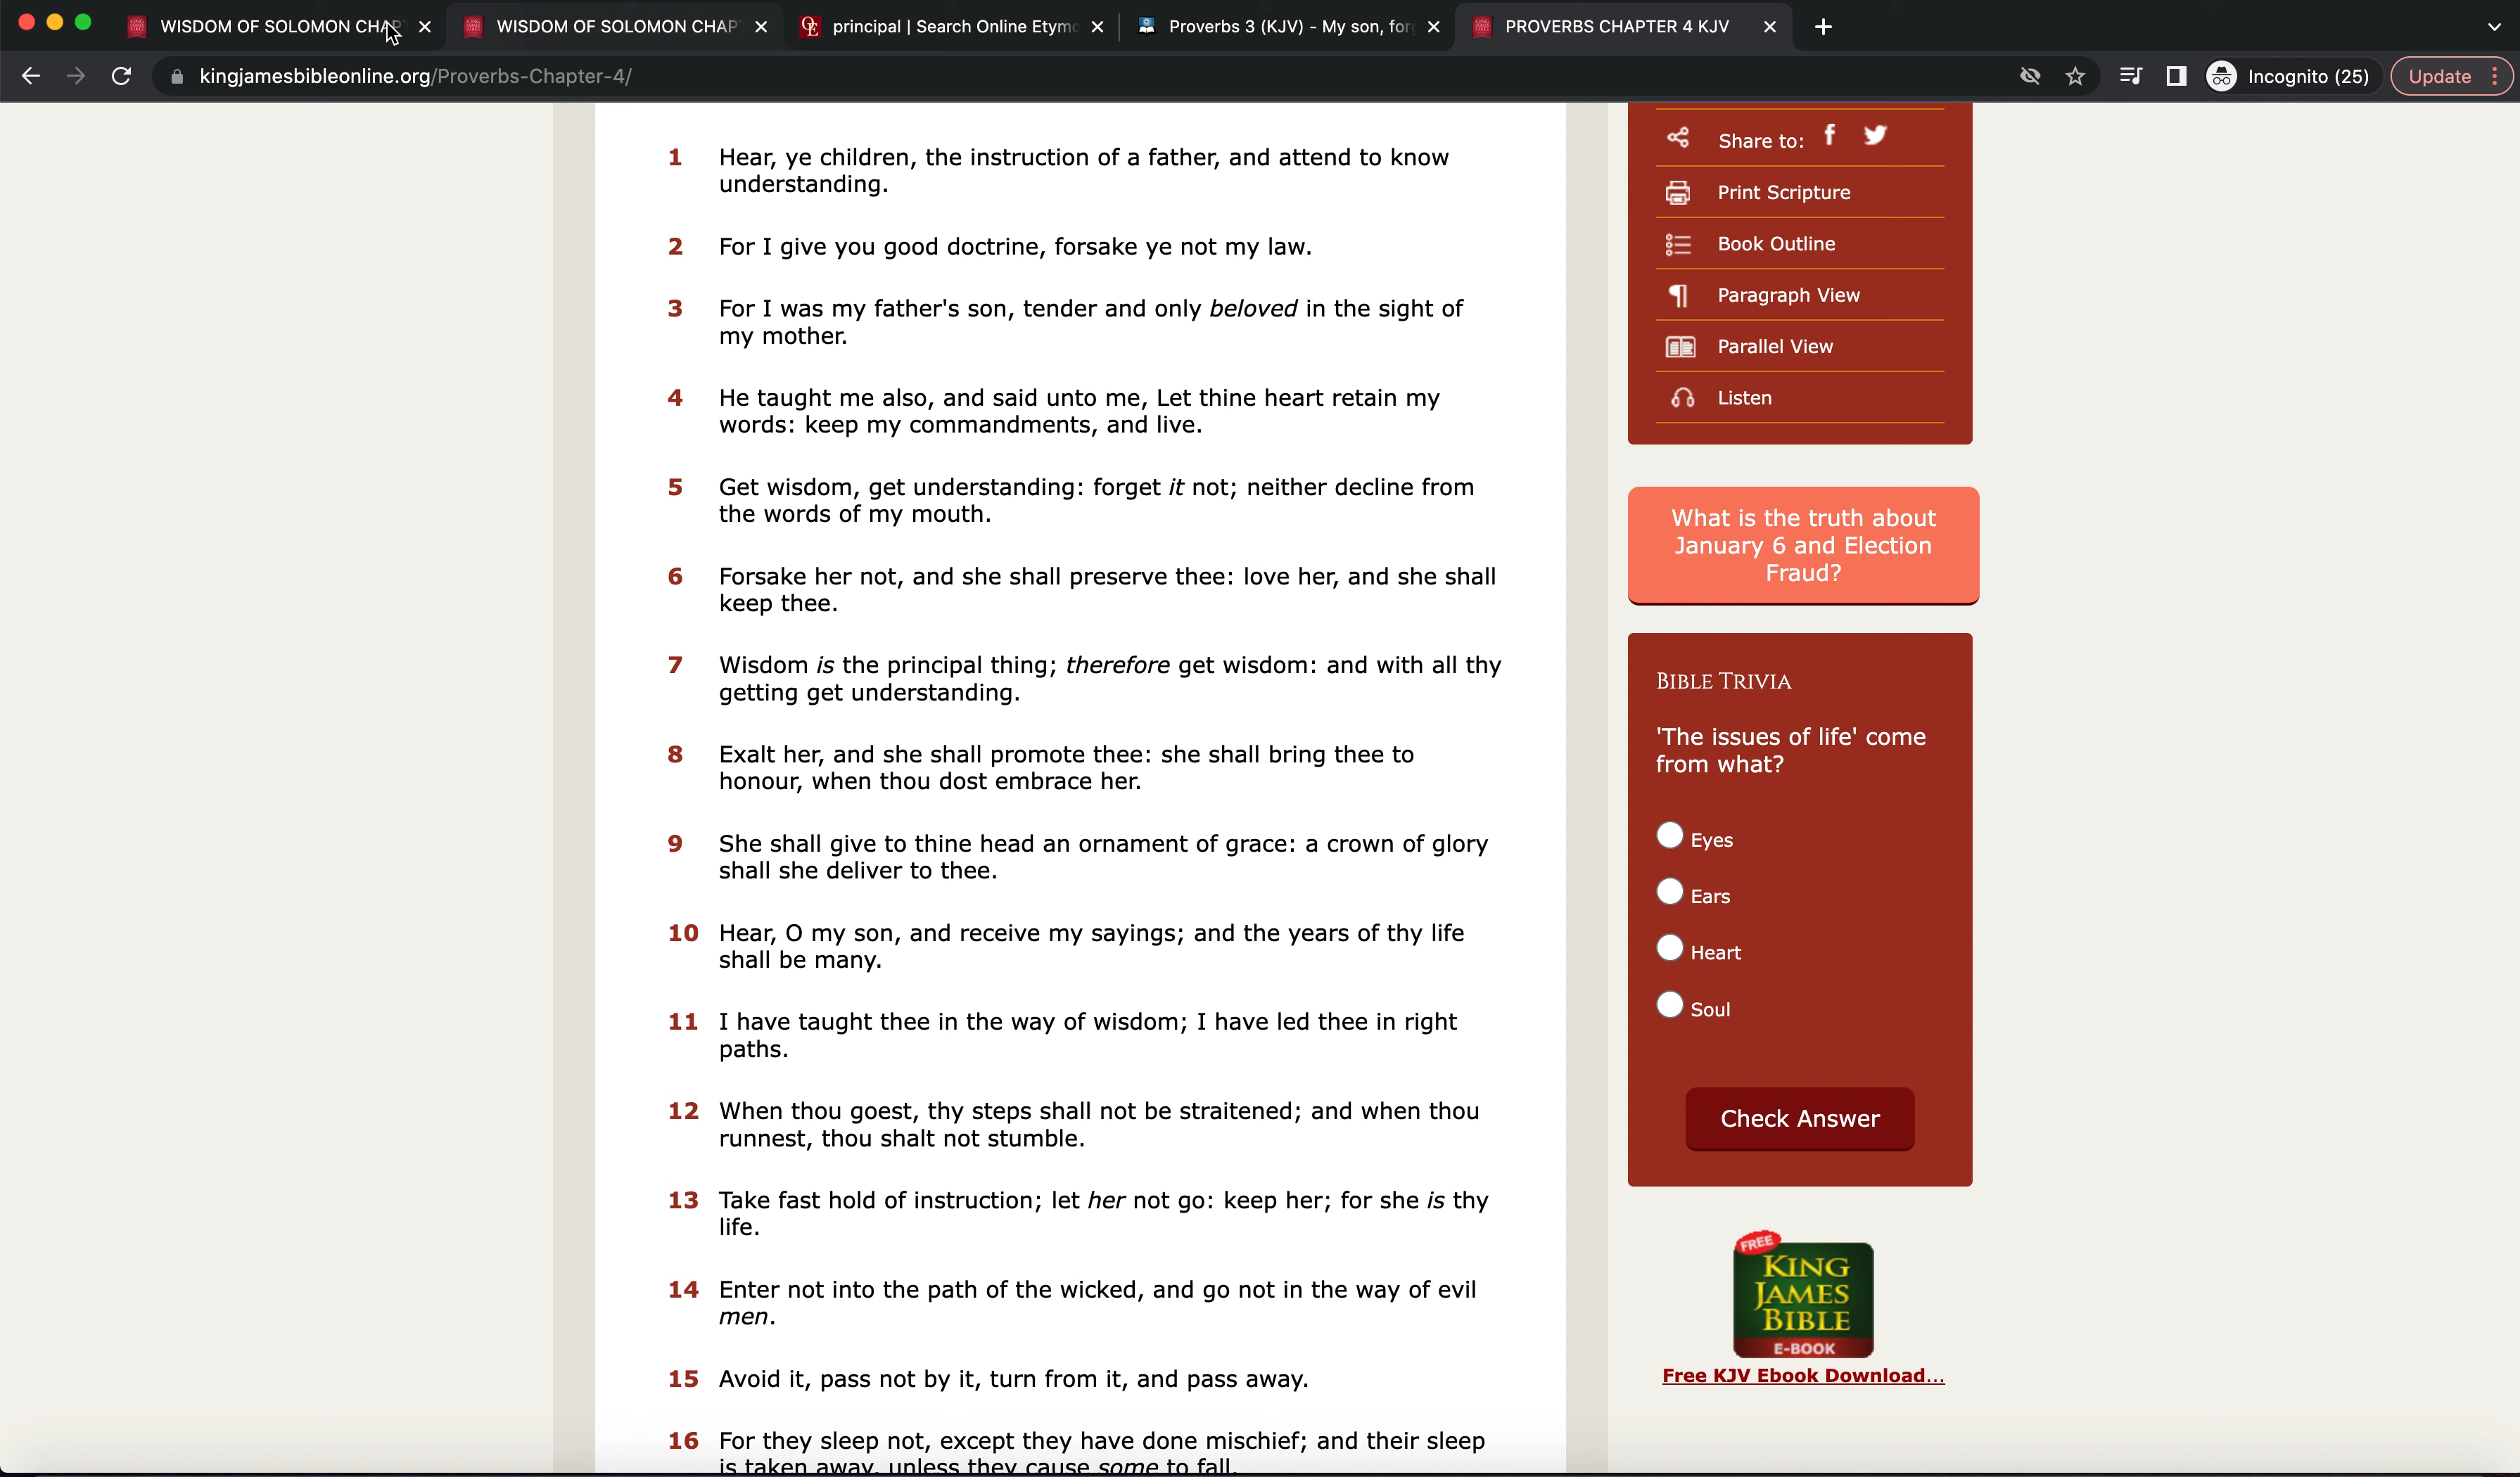 WISDOM OF SOLOMON CHAP
WISDOM OF SOLOMON CHAP
principal | Search Online Etymo
Proverbs 3 (KJV) - My son, for
PROVERBS CHAPTER 4 KJV
kingjamesbibleonline.org/Proverbs-Chapter-4/
Incognito (25)
Update
1 Hear, ye children, the instruction of a father, and attend to know
understanding.
2 For I give you good doctrine, forsake ye not my law.
3 For I was my father's son, tender and only beloved in the sight of
my mother.
4 He taught me also, and said unto me, Let thine heart retain my
words: keep my commandments, and live.
5 Get wisdom, get understanding: forget it not; neither decline from
the words of my mouth.
6 Forsake her not, and she shall preserve thee: love her, and she shall
keep thee.
7 Wisdom is the principal thing; therefore get wisdom: and with all thy
getting get understanding.
8 Exalt her, and she shall promote thee: she shall bring thee to
honour, when thou dost embrace her.
9 She shall give to thine head an ornament of grace: a crown of glory
shall she deliver to thee.
10 Hear, O my son, and receive my sayings; and the years of thy life
shall be many.
11 I have taught thee in the way of wisdom; I have led thee in right
paths.
12 When thou goest, thy steps shall not be straitened; and when thou
runnest, thou shalt not stumble.
13 Take fast hold of instruction; let her not go: keep her; for she is thy
life.
14 Enter not into the path of the wicked, and go not in the way of evil
men.
15 Avoid it, pass not by it, turn from it, and pass away.
16 For they sleep not, except they have done mischief; and their sleep
is taken away, unless they cause some to fall.
Share to:
Print Scripture
Book Outline
Paragraph View
Parallel View
Listen
What is the truth about
January 6 and Election
Fraud?
BIBLE TRIVIA
'The issues of life' come
from what?
Eyes
Ears
Heart
Soul
Check Answer
FREE
KING
JAMES
BIBLE
E-BOOK
Free KJV Ebook Download...